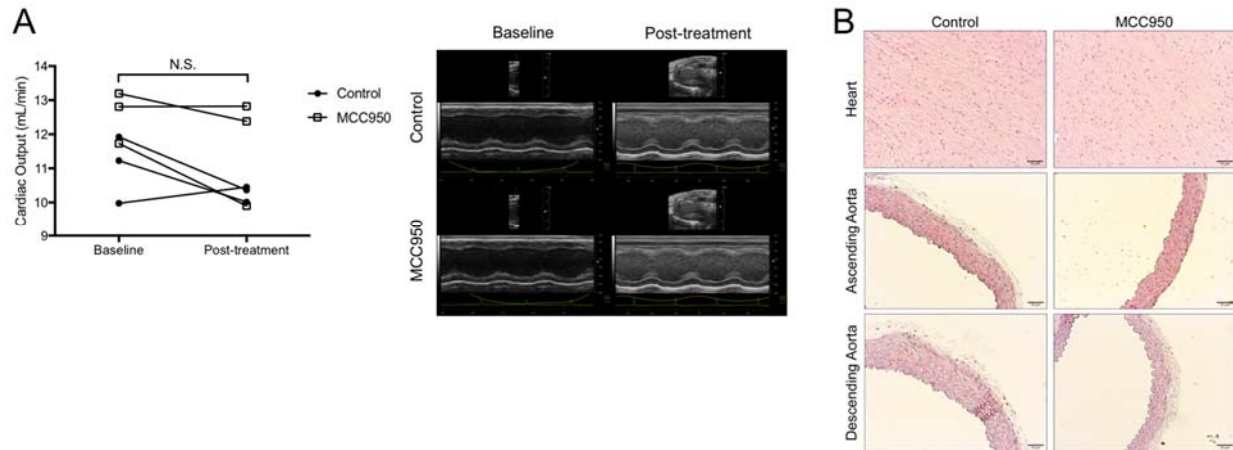 A
Baseline
Post-treatment
Control
MCC950
N.S.
Cardiac Output (mL/min)
14
13
12
11
10
9
Baseline
Post-treatment
Control
MCC950
B
Control
MCC950
Heart
Ascending Aorta
Descending Aorta